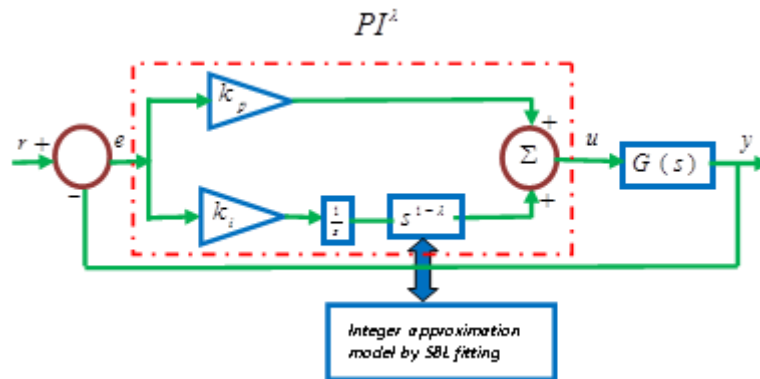 PI^λ
r +
e
k_p
+
Σ
u
G (s)
y
−
k_i
1/s
s^{1−λ}
+
Integer approximation
model by SBL fitting